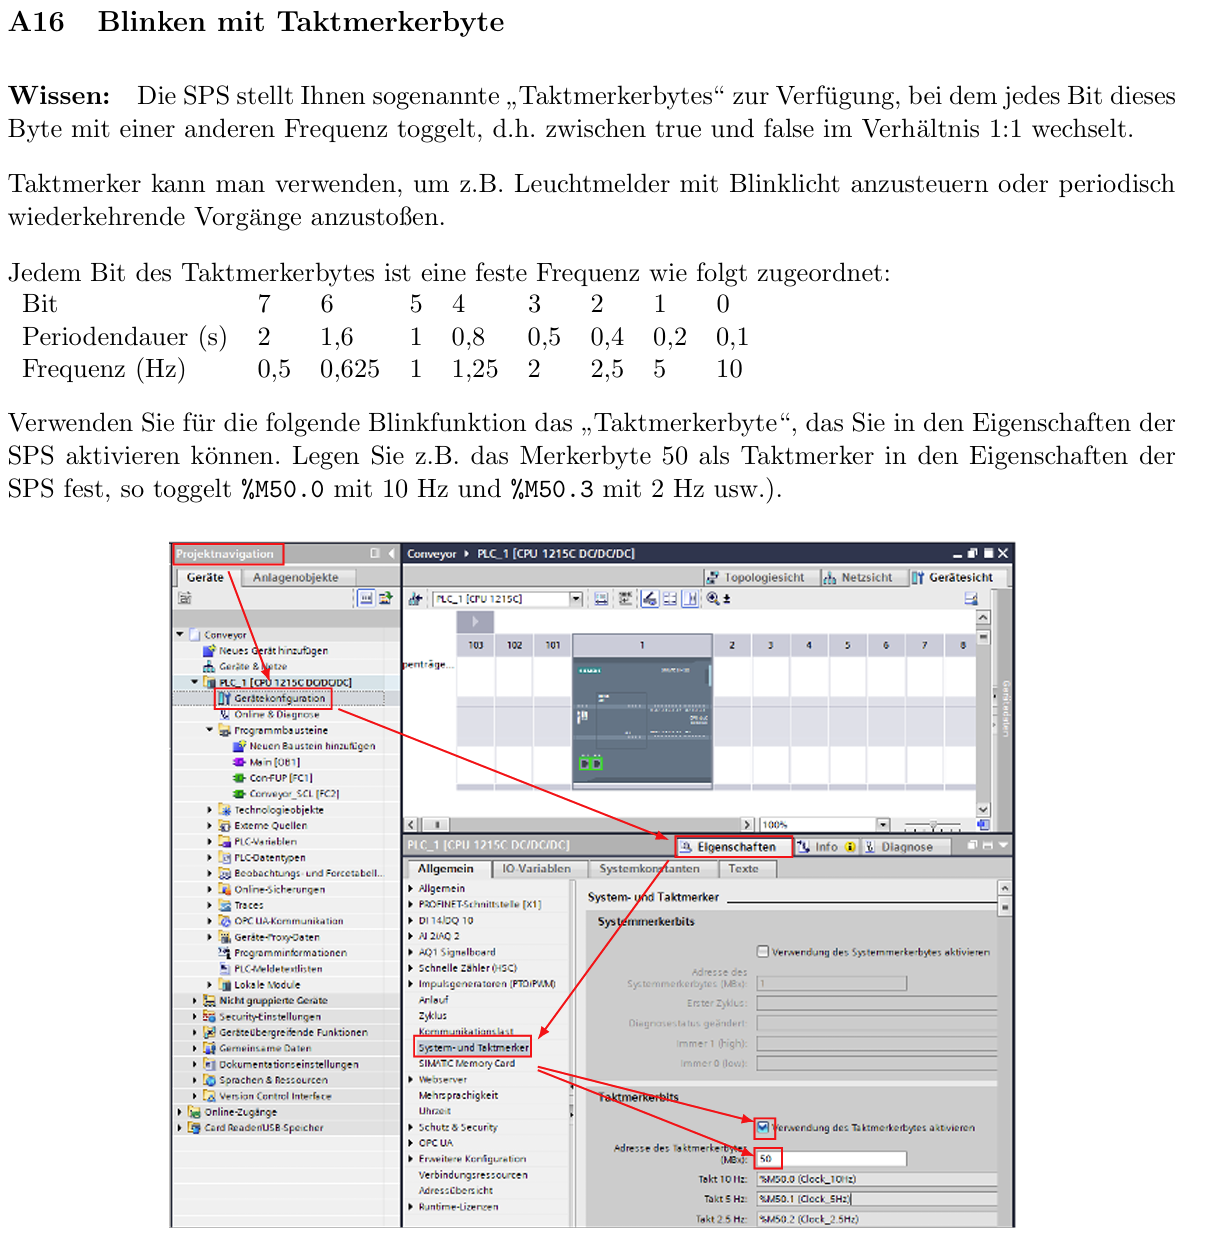 A16 Blinken mit Taktmerkerbyte
Wissen: Die SPS stellt Ihnen sogenannte „Taktmerkerbytes“ zur Verfügung, bei dem jedes Bit dieses
Byte mit einer anderen Frequenz toggelt, d.h. zwischen true und false im Verhältnis 1:1 wechselt.
Taktmerker kann man verwenden, um z.B. Leuchtmelder mit Blinklicht anzusteuern oder periodisch
wiederkehrende Vorgänge anzustoßen.
Jedem Bit des Taktmerkerbytes ist eine feste Frequenz wie folgt zugeordnet:
Bit 7 6 5 4 3 2 1 0
Periodendauer (s) 2 1,6 1 0,8 0,5 0,4 0,2 0,1
Frequenz (Hz) 0,5 0,625 1 1,25 2 2,5 5 10
Verwenden Sie für die folgende Blinkfunktion das „Taktmerkerbyte“, das Sie in den Eigenschaften der
SPS aktivieren können. Legen Sie z.B. das Merkerbyte 50 als Taktmerker in den Eigenschaften der
SPS fest, so toggelt %M50.0 mit 10 Hz und %M50.3 mit 2 Hz usw.).
Projektnavigation
Geräte Anlagenobjekte
Conveyor
Neues Gerät hinzufügen
Geräte & Netze
PLC_1 [CPU 1215C DC/DC/DC]
Gerätekonfiguration
Online & Diagnose
Programmbausteine
Neuen Baustein hinzufügen
Main [OB1]
Con-FUP [FC1]
Conveyor_SCL [FC2]
Technologieobjekte
Externe Quellen
PLC-Variablen
PLC-Datentypen
Beobachtungs- und Forcetabell...
Online-Sicherungen
Traces
OPC UA-Kommunikation
Geräte-Proxy-Daten
Programminformationen
PLC-Meldetextlisten
Lokale Module
Nicht gruppierte Geräte
Security-Einstellungen
Geräteübergreifende Funktionen
Gemeinsame Daten
Dokumentationseinstellungen
Sprachen & Ressourcen
Version Control Interface
Online-Zugänge
Card Reader/USB-Speicher
Conveyor PLC_1 [CPU 1215C DC/DC/DC]
Topologiesicht Netzsicht Gerätesicht
PLC_1 [CPU 1215C]
103 102 101 1 2 3 4 5 6 7 8
penträge...
SIEMENS
Gerätedaten
100%
PLC_1 [CPU 1215C DC/DC/DC]
Eigenschaften Info Diagnose
Allgemein IO-Variablen Systemkonstanten Texte
Allgemein
PROFINET-Schnittstelle [X1]
DI 14/DQ 10
AI 2/AQ 2
AQ1 Signalboard
Schnelle Zähler (HSC)
Impulsgeneratoren (PTO/PWM)
Anlauf
Zyklus
Kommunikationslast
System- und Taktmerker
SIMATIC Memory Card
Webserver
Mehrsprachigkeit
Uhrzeit
Schutz & Security
OPC UA
Erweitere Konfiguration
Verbindungsressourcen
Adressübersicht
Runtime-Lizenzen
System- und Taktmerker
Systemmerkerbits
Verwendung des Systemmerkerbytes aktivieren
Adresse des
Systemmerkerbytes (MBx): 1
Erster Zyklus:
Diagnosestatus geändert:
Immer 1 (high):
Immer 0 (low):
Taktmerkerbits
Verwendung des Taktmerkerbytes aktivieren
Adresse des Taktmerkerbytes
(MBx): 50
Takt 10 Hz: %M50.0 (Clock_10Hz)
Takt 5 Hz: %M50.1 (Clock_5Hz)
Takt 2.5 Hz: %M50.2 (Clock_2.5Hz)